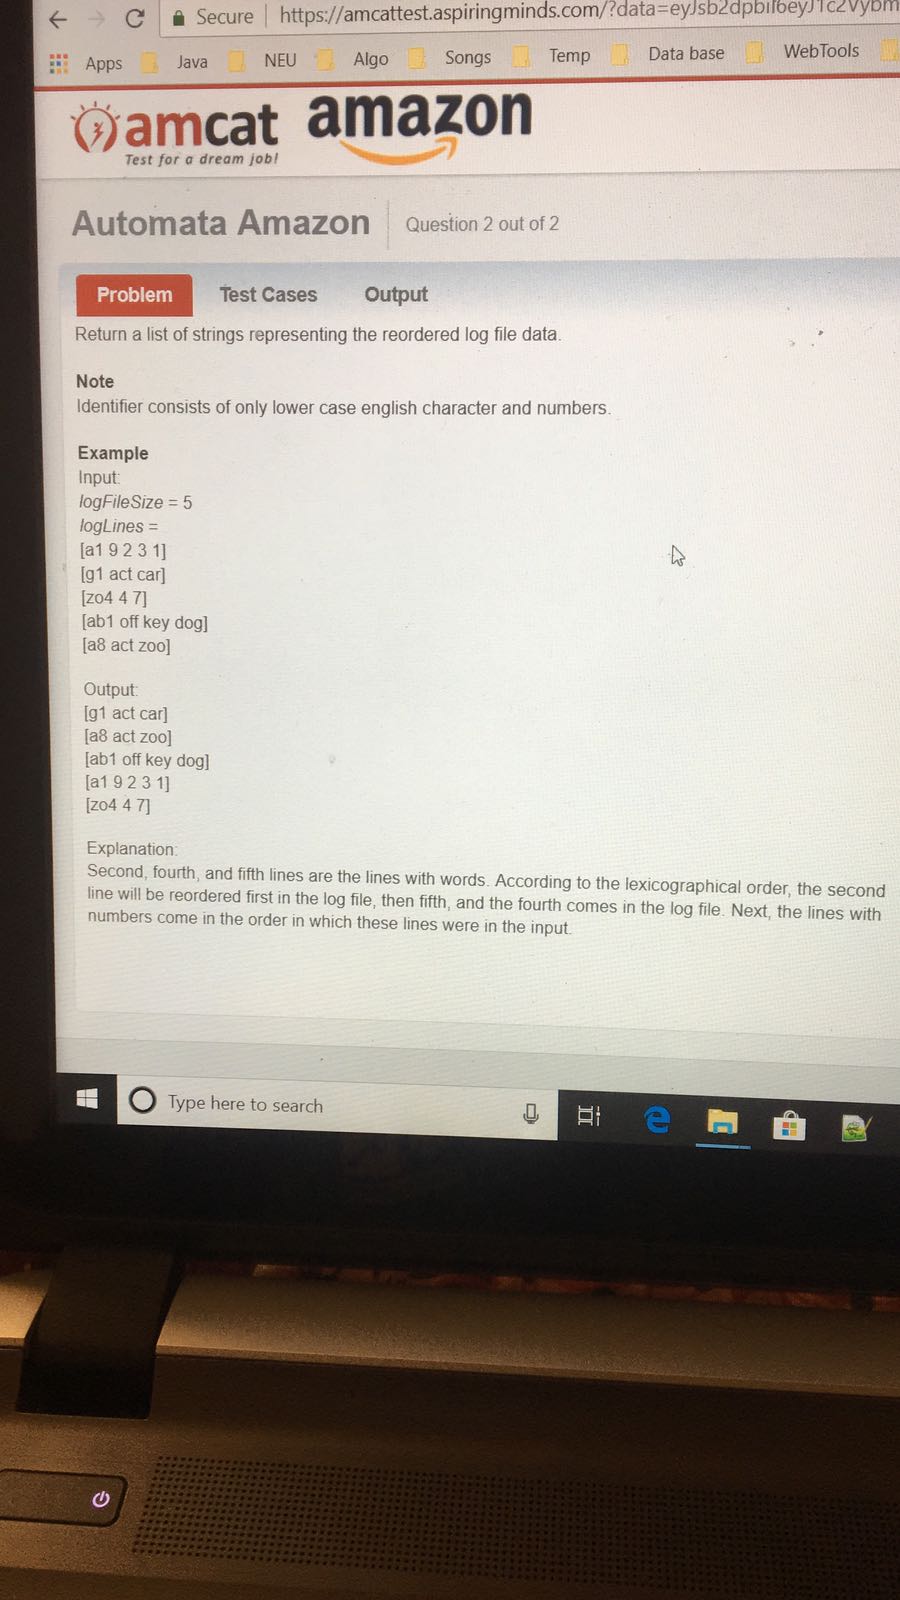 Secure
https://amcattest.aspiringminds.com/?data=
Apps Java NEU Algo Songs Temp Data base WebTools
amcat amazon
Test for a dream job!
Automata Amazon Question 2 out of 2
Problem Test Cases Output
Return a list of strings representing the reordered log file data.
Note
Identifier consists of only lower case english character and numbers.
Example
Input:
logFileSize = 5
logLines =
[a1 9 2 3 1]
[g1 act car]
[zo4 4 7]
[ab1 off key dog]
[a8 act zoo]
Output:
[g1 act car]
[a8 act zoo]
[ab1 off key dog]
[a1 9 2 3 1]
[zo4 4 7]
Explanation:
Second, fourth, and fifth lines are the lines with words. According to the lexicographical order, the second
line will be reordered first in the log file, then fifth, and the fourth comes in the log file. Next, the lines with
numbers come in the order in which these lines were in the input.
Type here to search